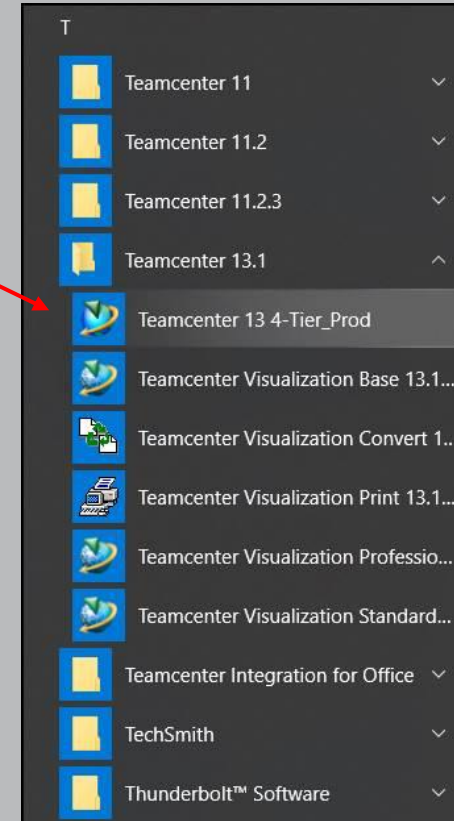 T
Teamcenter 11
Teamcenter 11.2
Teamcenter 11.2.3
Teamcenter 13.1
Teamcenter 13 4-Tier_Prod
Teamcenter Visualization Base 13.1...
Teamcenter Visualization Convert 1...
Teamcenter Visualization Print 13.1...
Teamcenter Visualization Professio...
Teamcenter Visualization Standard...
Teamcenter Integration for Office
TechSmith
Thunderbolt™ Software